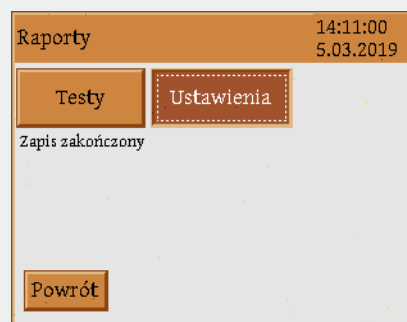 Raporty
14:11:00
5.03.2019
Testy
Ustawienia
Zapis zakończony
Powrót